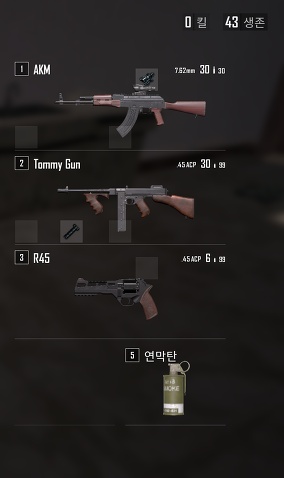 0 킬 43 생존
1 AKM 7.62mm 30 30
2 Tommy Gun .45 ACP 30 99
3 R45 .45 ACP 6 99
5 연막탄
SMOKE